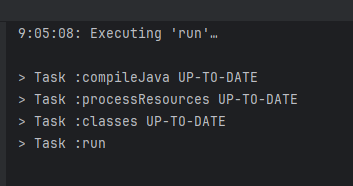 9:05:08: Executing 'run'…
> Task :compileJava UP-TO-DATE
> Task :processResources UP-TO-DATE
> Task :classes UP-TO-DATE
> Task :run